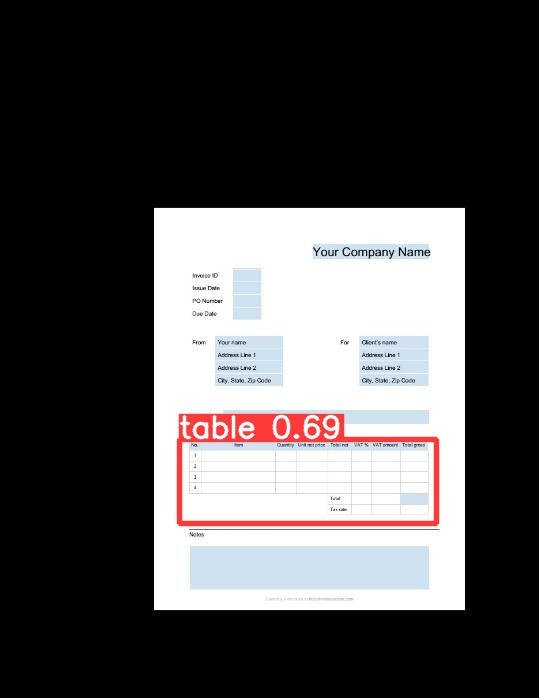 Your Company Name
Invoice ID
Issue Date
PO Number
Due Date
From Your name For Client's name
Address Line 1 Address Line 1
Address Line 2 Address Line 2
City, State, Zip Code City, State, Zip Code
table 0.69
No. Item Quantity Unit net price Total net VAT % VAT amount Total gross
1
2
3
4
Total
Tax rate
Notes